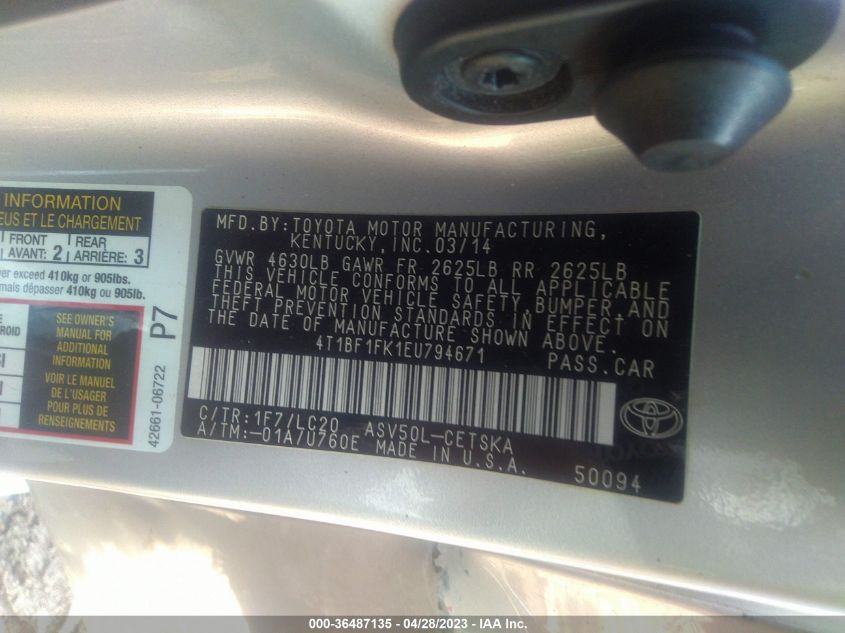 INFORMATION
EUS ET LE CHARGEMENT
FRONT
AVANT: 2
REAR
ARRIÈRE: 3
exceed 410kg or 905lbs.
mais dépasser 410kg ou 905lb.
SEE OWNER'S
MANUAL FOR
ADDITIONAL
INFORMATION
VOIR LE MANUEL
DE L'USAGER
POUR PLUS DE
RENSEIGNEMENTS
P7
42661-06722
MFD.BY:TOYOTA MOTOR MANUFACTURING,
KENTUCKY,INC.03/14
GVWR 4630LB GAWR FR 2625LB RR 2625LB
THIS VEHICLE CONFORMS TO ALL APPLICABLE
FEDERAL MOTOR VEHICLE SAFETY,BUMPER,AND
THEFT PREVENTION STANDARDS IN EFFECT ON
THE DATE OF MANUFACTURE SHOWN ABOVE.
4T1BF1FK1EU794671
PASS.CAR
C/TR:1F7/LC20 ASV50L-CETSKA
A/TM:-01A/U760E MADE IN U.S.A.
TOYOTA
50094
000-36487135 - 04/28/2023 - IAA Inc.